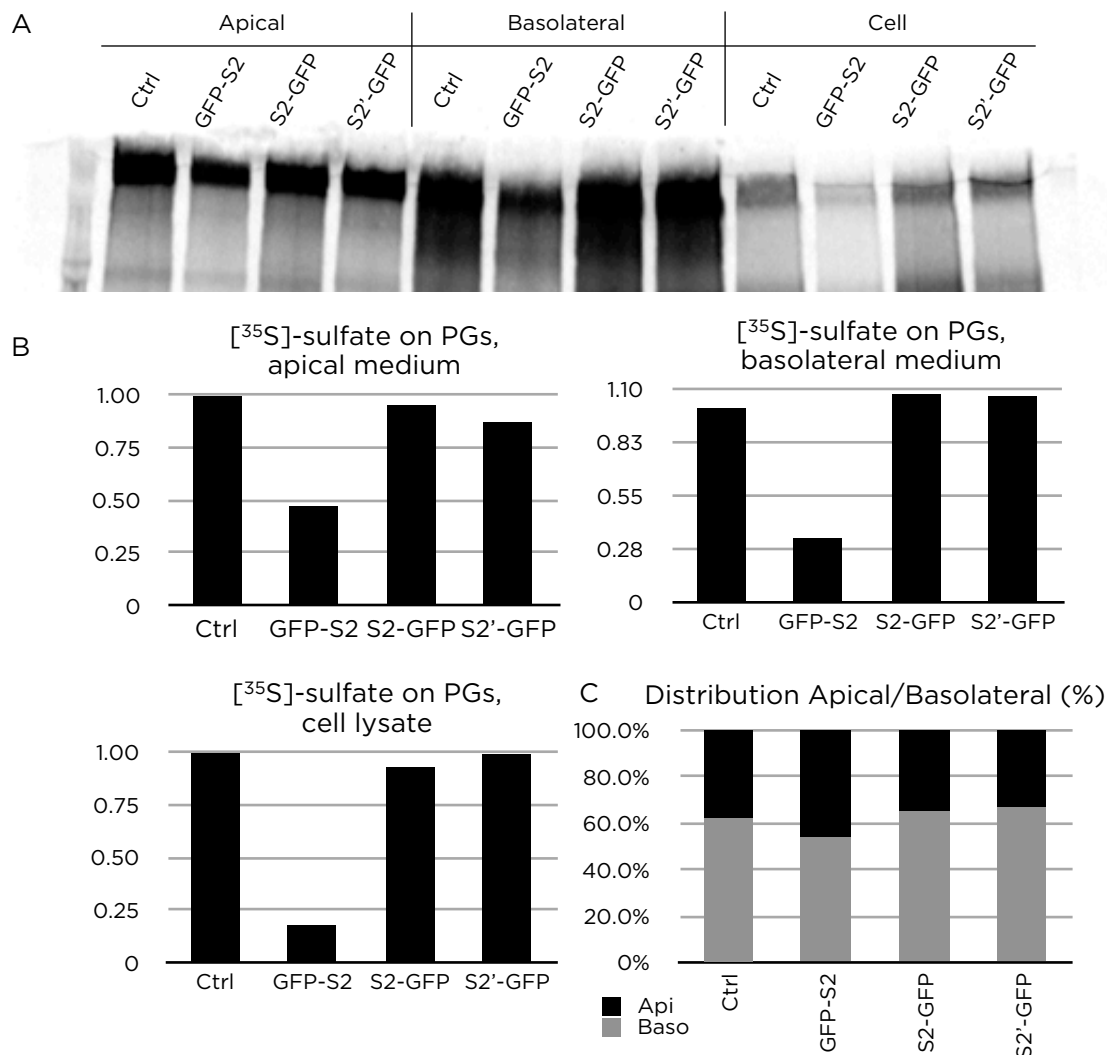 A
Apical Basolateral Cell
Ctrl GFP-S2 S2-GFP S2'-GFP Ctrl GFP-S2 S2-GFP S2'-GFP Ctrl GFP-S2 S2-GFP S2'-GFP
B
[³⁵S]-sulfate on PGs,
apical medium
1.00
0.75
0.50
0.25
0
Ctrl GFP-S2 S2-GFP S2'-GFP
[³⁵S]-sulfate on PGs,
basolateral medium
1.10
0.83
0.55
0.28
0
Ctrl GFP-S2 S2-GFP S2'-GFP
[³⁵S]-sulfate on PGs,
cell lysate
1.00
0.75
0.50
0.25
0
Ctrl GFP-S2 S2-GFP S2'-GFP
C Distribution Apical/Basolateral (%)
100.0%
80.0%
60.0%
40.0%
20.0%
0%
Ctrl GFP-S2 S2-GFP S2'-GFP
Api
Baso